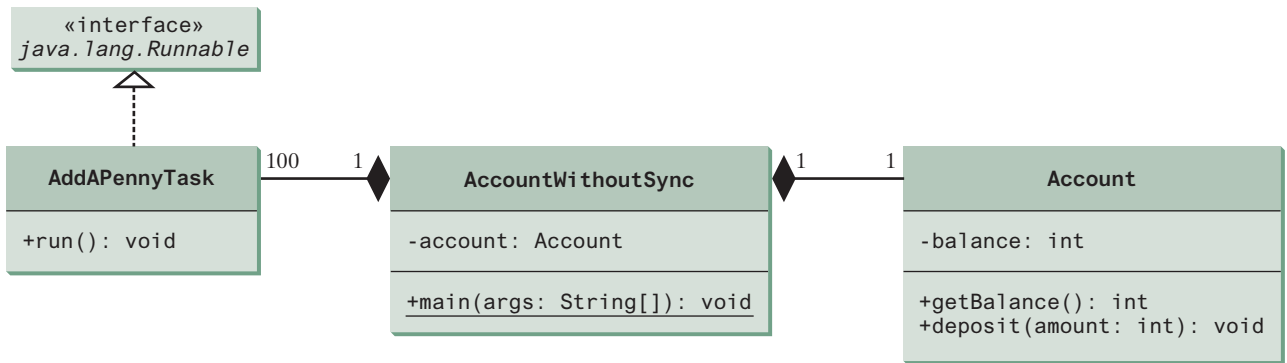 «interface»
java.lang.Runnable
AddAPennyTask
+run(): void
100
1
AccountWithoutSync
-account: Account
+main(args: String[]): void
1
1
Account
-balance: int
+getBalance(): int
+deposit(amount: int): void